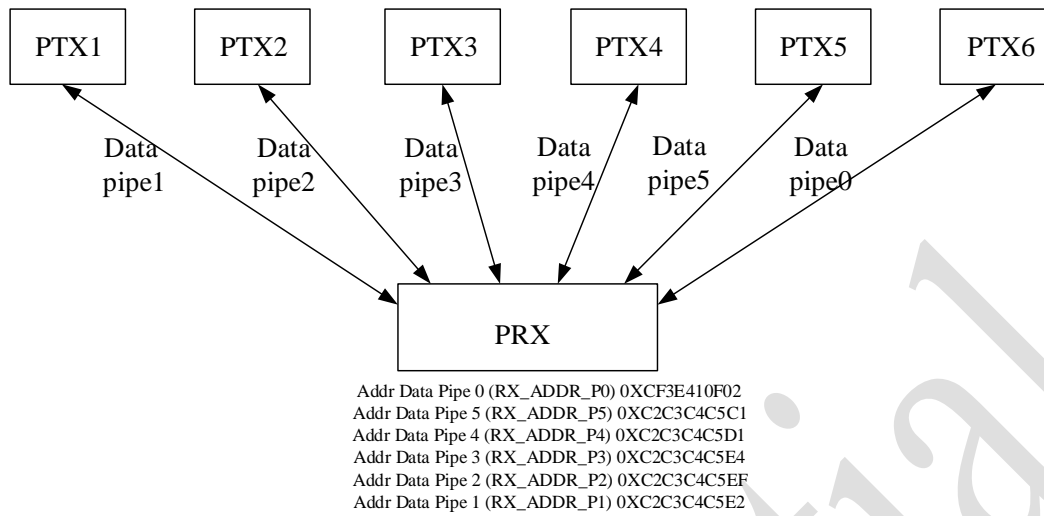 PTX1 PTX2 PTX3 PTX4 PTX5 PTX6
Data pipe1
Data pipe2
Data pipe3
Data pipe4
Data pipe5
Data pipe0
PRX
Addr Data Pipe 0 (RX_ADDR_P0) 0XCF3E410F02
Addr Data Pipe 5 (RX_ADDR_P5) 0XC2C3C4C5C1
Addr Data Pipe 4 (RX_ADDR_P4) 0XC2C3C4C5D1
Addr Data Pipe 3 (RX_ADDR_P3) 0XC2C3C4C5E4
Addr Data Pipe 2 (RX_ADDR_P2) 0XC2C3C4C5EF
Addr Data Pipe 1 (RX_ADDR_P1) 0XC2C3C4C5E2
tial